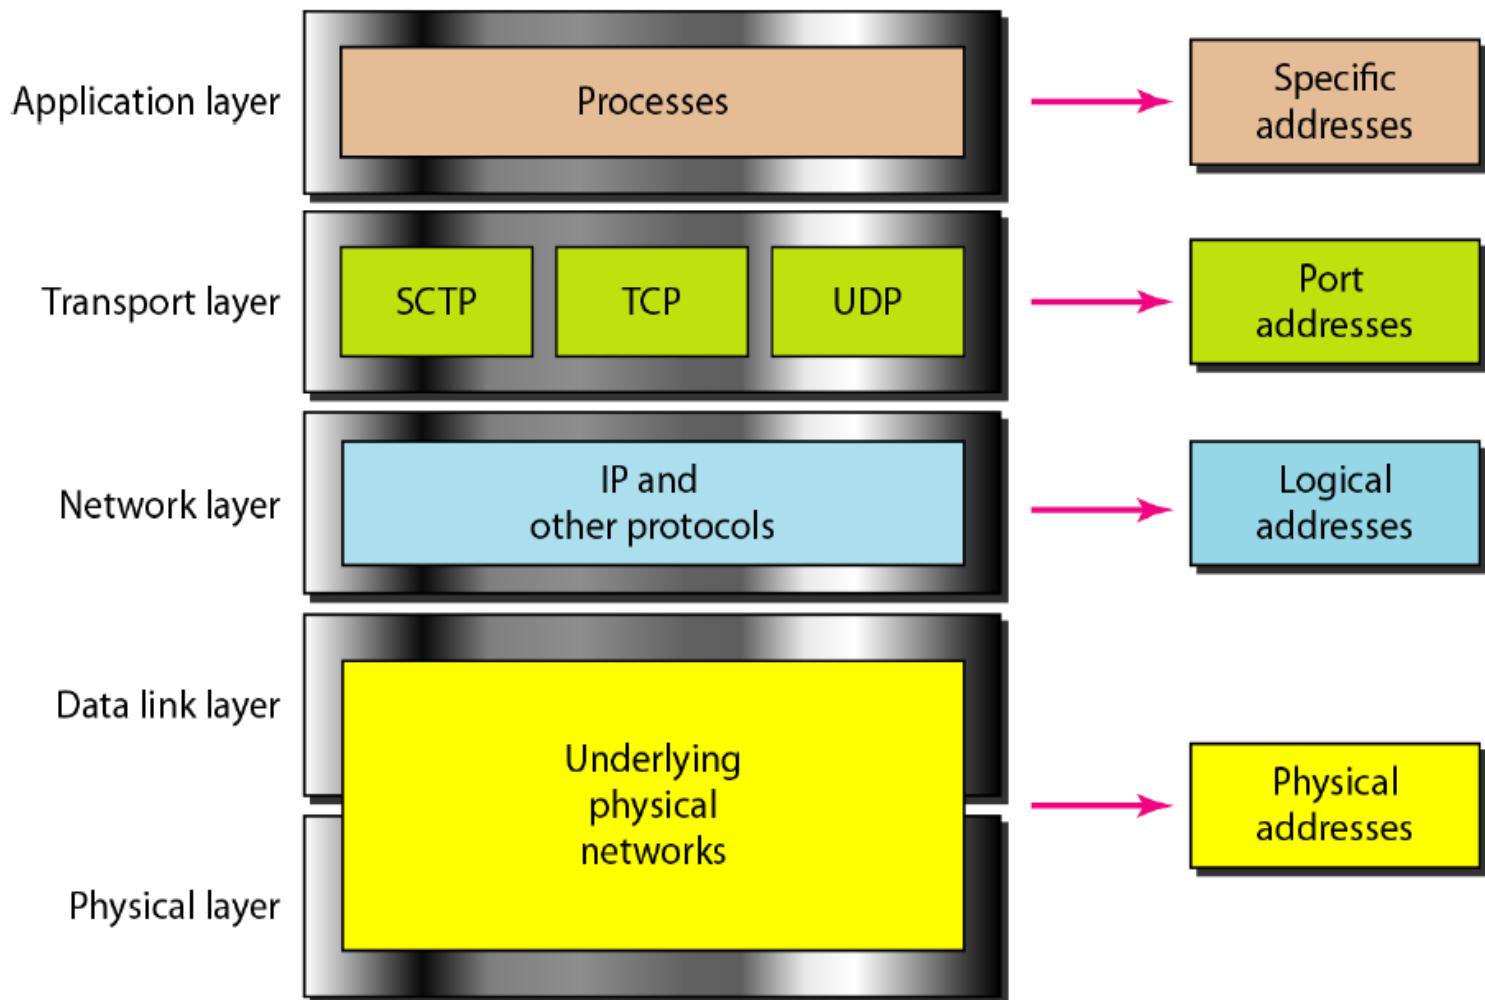 Application layer
Processes
Specific
addresses
Transport layer
SCTP
TCP
UDP
Port
addresses
Network layer
IP and
other protocols
Logical
addresses
Data link layer
Underlying
physical
networks
Physical
addresses
Physical layer